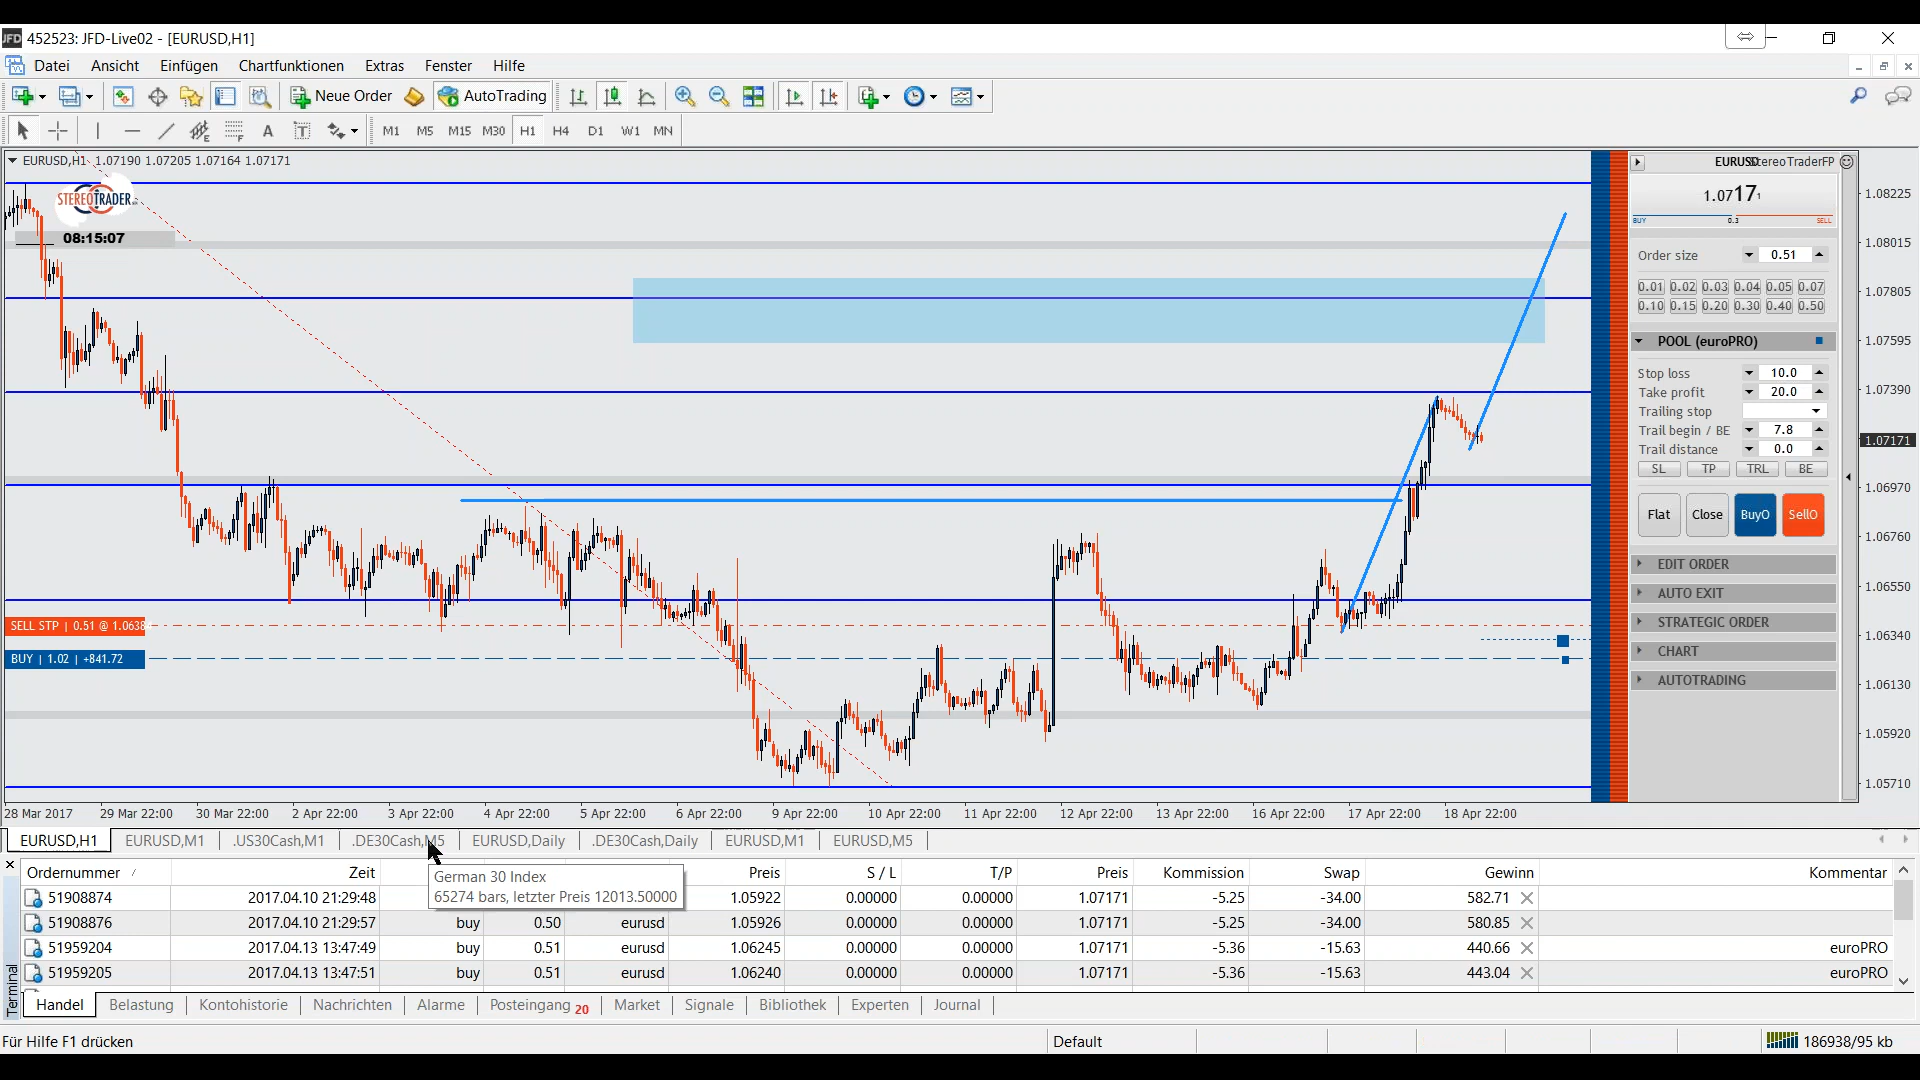 452523: JFD-Live02 - [EURUSD,H1]
Datei Ansicht Einfügen Chartfunktionen Extras Fenster Hilfe
Neue Order AutoTrading
A T M1 M5 M15 M30 H1 H4 D1 W1 MN
EURUSD,H1 1.07190 1.07205 1.07164 1.07171
STEREOTRADER
08:15:07
SELL STP | 0.51 @ 1.0638
BUY | 1.02 | +841.72
EURUSD StereoTraderFP
1.0717₁
BUY 0.3 SELL
Order size 0.51
0.01 0.02 0.03 0.04 0.05 0.07
0.10 0.15 0.20 0.30 0.40 0.50
POOL (euroPRO)
Stop loss 10.0
Take profit 20.0
Trailing stop
Trail begin / BE 7.8
Trail distance 0.0
SL TP TRL BE
Flat Close BuyO SellO
EDIT ORDER
AUTO EXIT
STRATEGIC ORDER
CHART
AUTOTRADING
1.08225
1.08015
1.07805
1.07595
1.07390
1.07171
1.06970
1.06760
1.06550
1.06340
1.06130
1.05920
1.05710
28 Mar 2017 29 Mar 22:00 30 Mar 22:00 2 Apr 22:00 3 Apr 22:00 4 Apr 22:00 5 Apr 22:00 6 Apr 22:00 9 Apr 22:00 10 Apr 22:00 11 Apr 22:00 12 Apr 22:00 13 Apr 22:00 16 Apr 22:00 17 Apr 22:00 18 Apr 22:00
EURUSD,H1 EURUSD,M1 .US30Cash,M1 .DE30Cash,M5 EURUSD,Daily .DE30Cash,Daily EURUSD,M1 EURUSD,M5
Ordernummer / Zeit Preis S / L T/P Preis Kommission Swap Gewinn Kommentar
German 30 Index
65274 bars, letzter Preis 12013.50000
51908874 2017.04.10 21:29:48 1.05922 0.00000 0.00000 1.07171 -5.25 -34.00 582.71
51908876 2017.04.10 21:29:57 buy 0.50 eurusd 1.05926 0.00000 0.00000 1.07171 -5.25 -34.00 580.85
51959204 2017.04.13 13:47:49 buy 0.51 eurusd 1.06245 0.00000 0.00000 1.07171 -5.36 -15.63 440.66 euroPRO
51959205 2017.04.13 13:47:51 buy 0.51 eurusd 1.06240 0.00000 0.00000 1.07171 -5.36 -15.63 443.04 euroPRO
Terminal
Handel Belastung Kontohistorie Nachrichten Alarme Posteingang 20 Market Signale Bibliothek Experten Journal
Für Hilfe F1 drücken Default 186938/95 kb